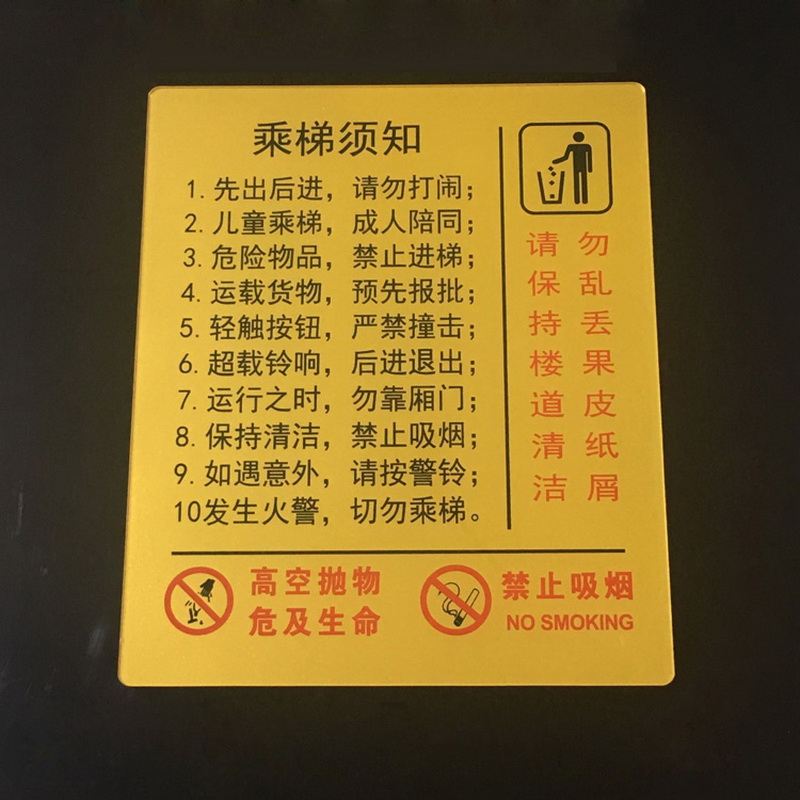 乘梯须知
1.先出后进，请勿打闹；
2.儿童乘梯，成人陪同；
3.危险物品，禁止进梯；
4.运载货物，预先报批；
5.轻触按钮，严禁撞击；
6.超载铃响，后进退出；
7.运行之时，勿靠厢门；
8.保持清洁，禁止吸烟；
9.如遇意外，请按警铃；
10发生火警，切勿乘梯。
请保持楼道清洁
勿乱丢果皮纸屑
高空抛物
危及生命
禁止吸烟
NO SMOKING